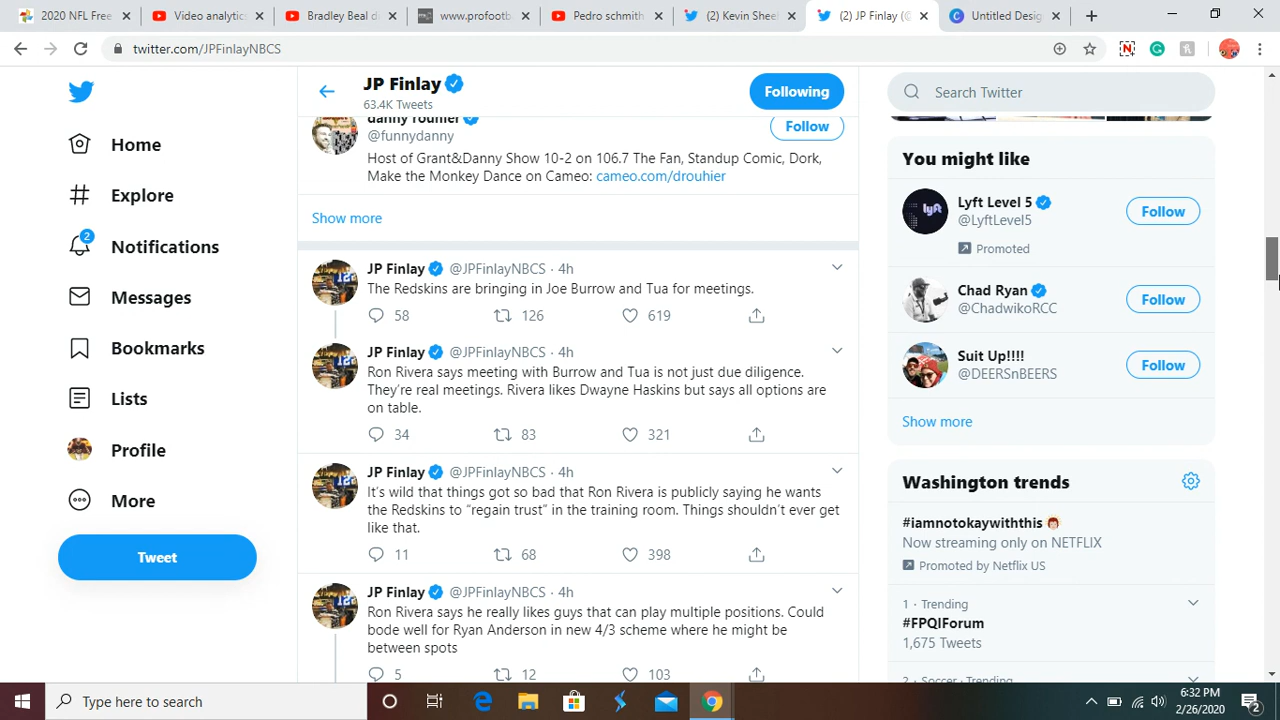 2020 NFL Free
Video analytics
Bradley Beal d
www.profootb
Pedro schmith
(2) Kevin Sheef
(2) JP Finlay (@
Untitled Desig
twitter.com/JPFinlayNBCS
Home
Explore
2
Notifications
Messages
Bookmarks
Lists
Profile
More
Tweet
JP Finlay
63.4K Tweets
Following
danny rouhier
@funnydanny
Follow
Host of Grant&Danny Show 10-2 on 106.7 The Fan, Standup Comic, Dork,
Make the Monkey Dance on Cameo: cameo.com/drouhier
Show more
JP Finlay @JPFinlayNBCS · 4h
The Redskins are bringing in Joe Burrow and Tua for meetings.
58 126 619
JP Finlay @JPFinlayNBCS · 4h
Ron Rivera says meeting with Burrow and Tua is not just due diligence.
They're real meetings. Rivera likes Dwayne Haskins but says all options are
on table.
34 83 321
JP Finlay @JPFinlayNBCS · 4h
It's wild that things got so bad that Ron Rivera is publicly saying he wants
the Redskins to “regain trust” in the training room. Things shouldn't ever get
like that.
11 68 398
JP Finlay @JPFinlayNBCS · 4h
Ron Rivera says he really likes guys that can play multiple positions. Could
bode well for Ryan Anderson in new 4/3 scheme where he might be
between spots
5 12 103
Search Twitter
You might like
Lyft Level 5
@LyftLevel5
Follow
Promoted
Chad Ryan
@ChadwikoRCC
Follow
Suit Up!!!!
@DEERSnBEERS
Follow
Show more
Washington trends
#iamnotokaywiththis
Now streaming only on NETFLIX
Promoted by Netflix US
1 · Trending
#FPQIForum
1,675 Tweets
2 · Soccer · Trending
Type here to search
6:32 PM
2/26/2020
2